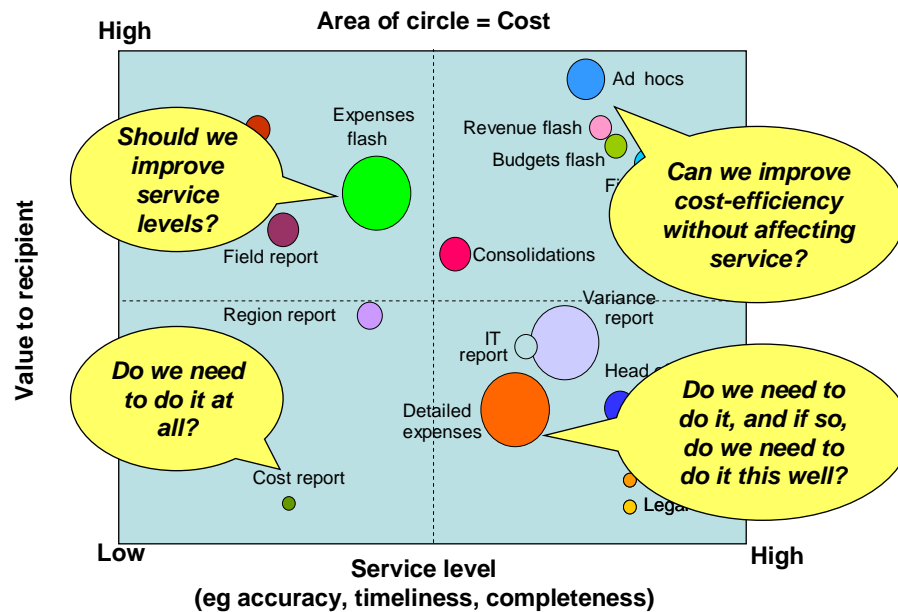 Area of circle = Cost
High
Ad hocs
Expenses
flash
Revenue flash
Budgets flash
Should we
improve
service
levels?
Can we improve
cost-efficiency
without affecting
service?
Value to recipient
Field report
Consolidations
Region report
Variance
report
IT
report
Do we need
to do it at
all?
Detailed
expenses
Do we need to
do it, and if so,
do we need to
do it this well?
Cost report
Legal
Low
High
Service level
(eg accuracy, timeliness, completeness)